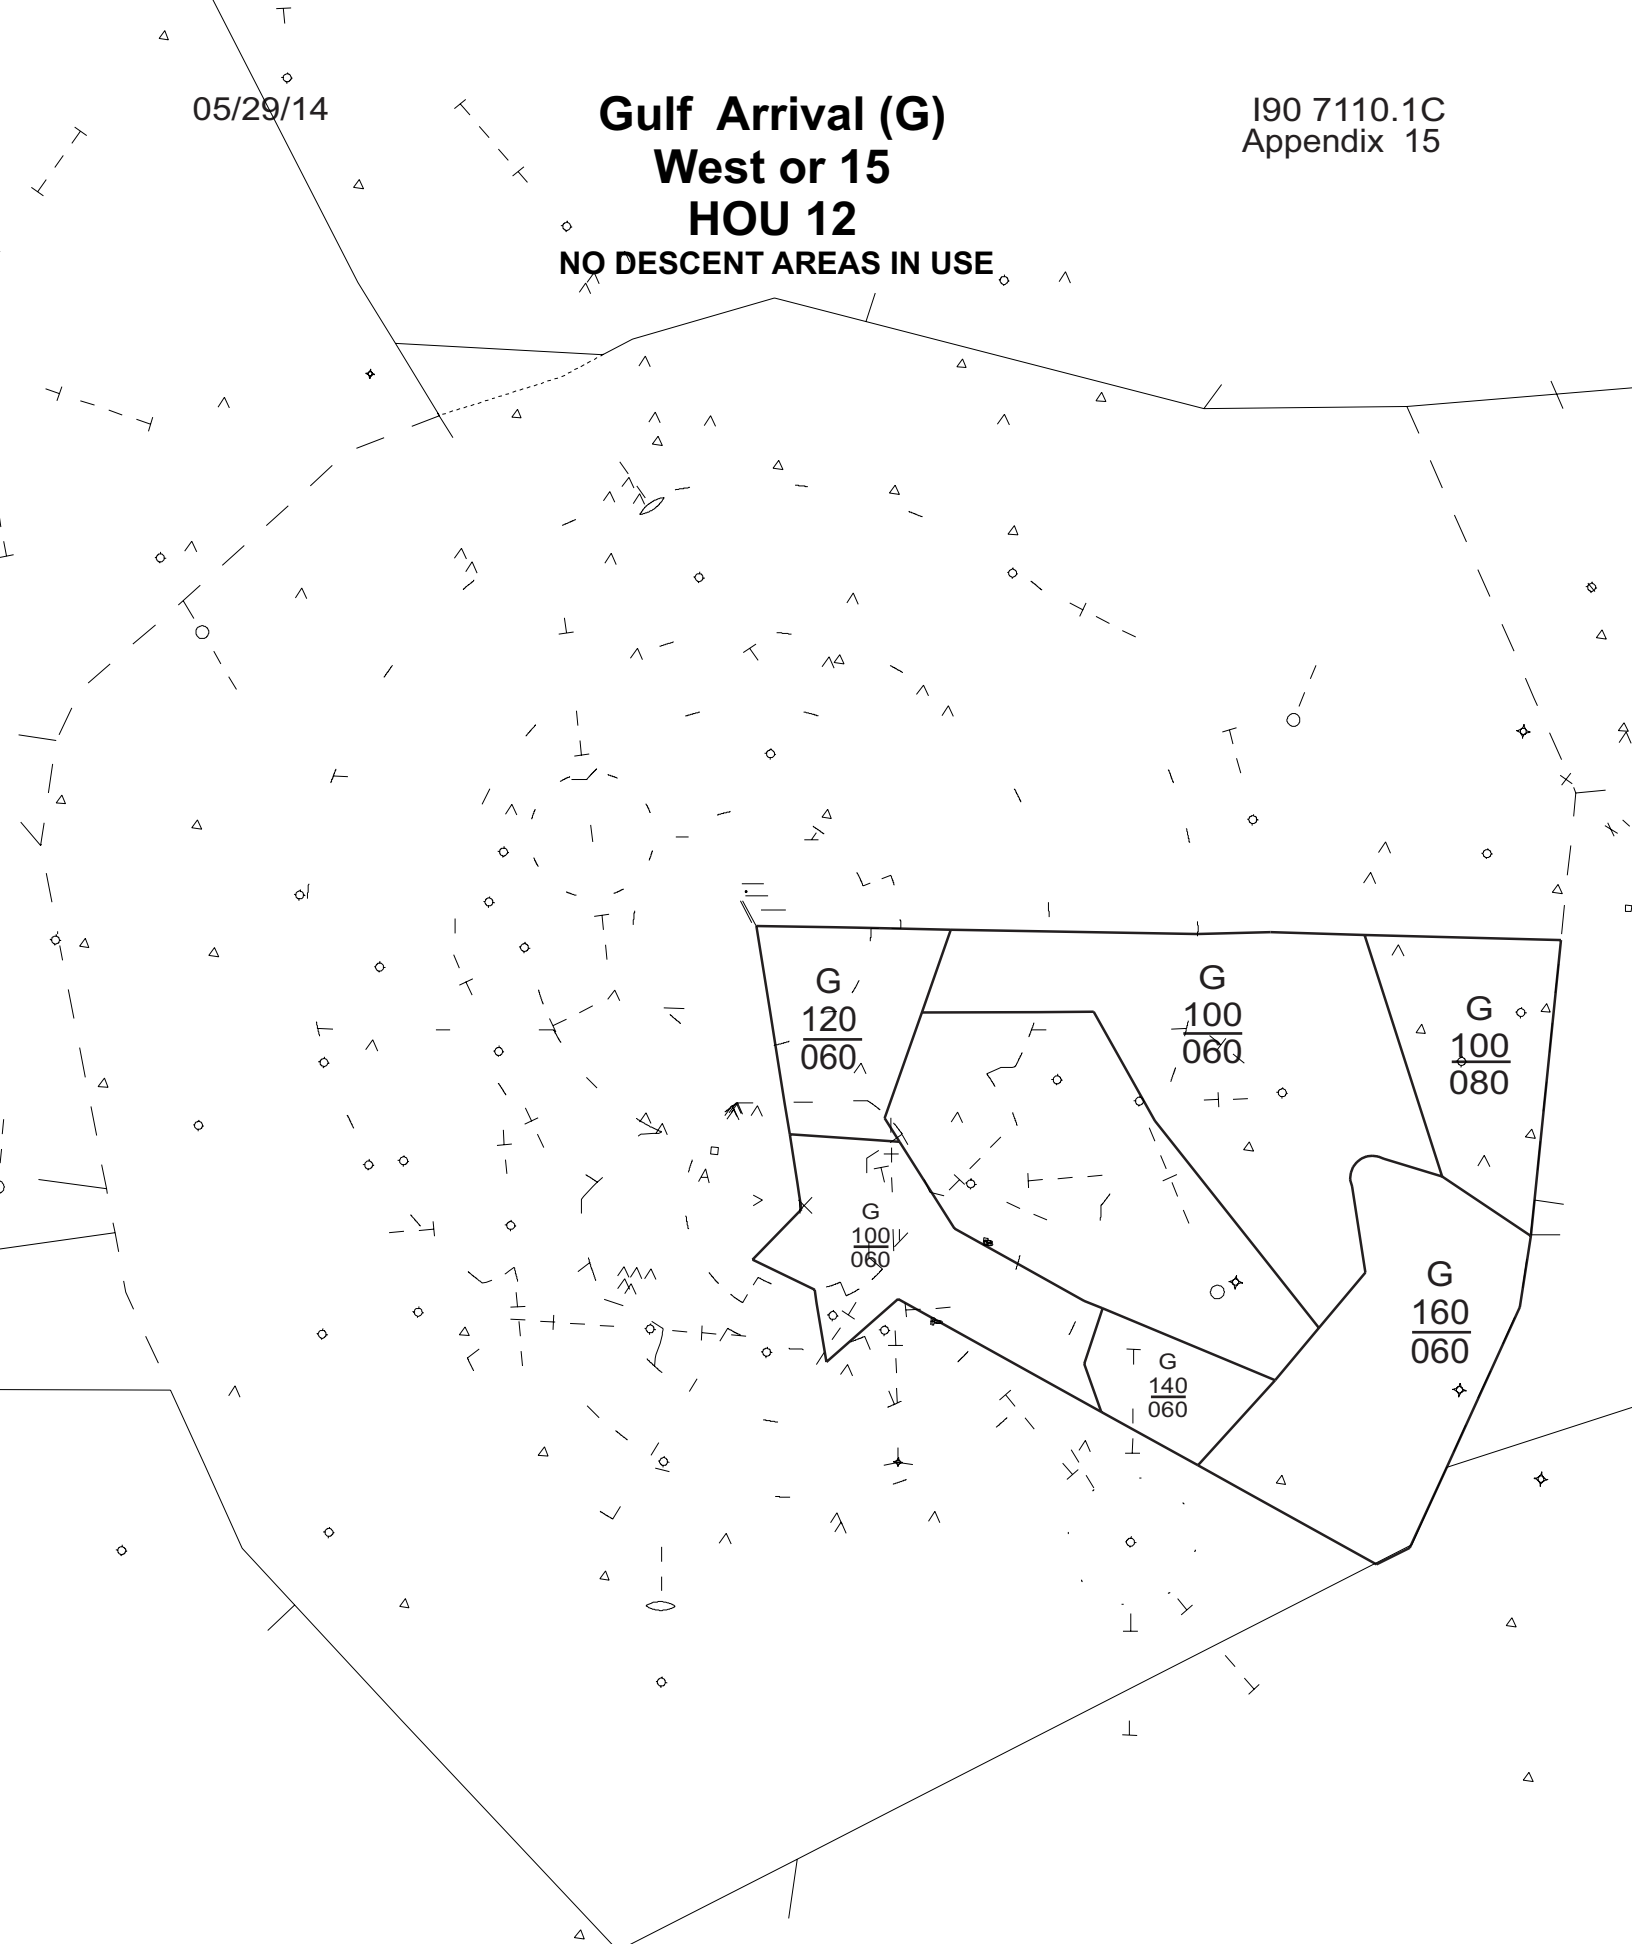 05/29/14
Gulf Arrival (G)
West or 15
HOU 12
NO DESCENT AREAS IN USE
I90 7110.1C
Appendix 15
G
120
060
G
100
060
G
100
080
G
100
060
G
160
060
G
140
060